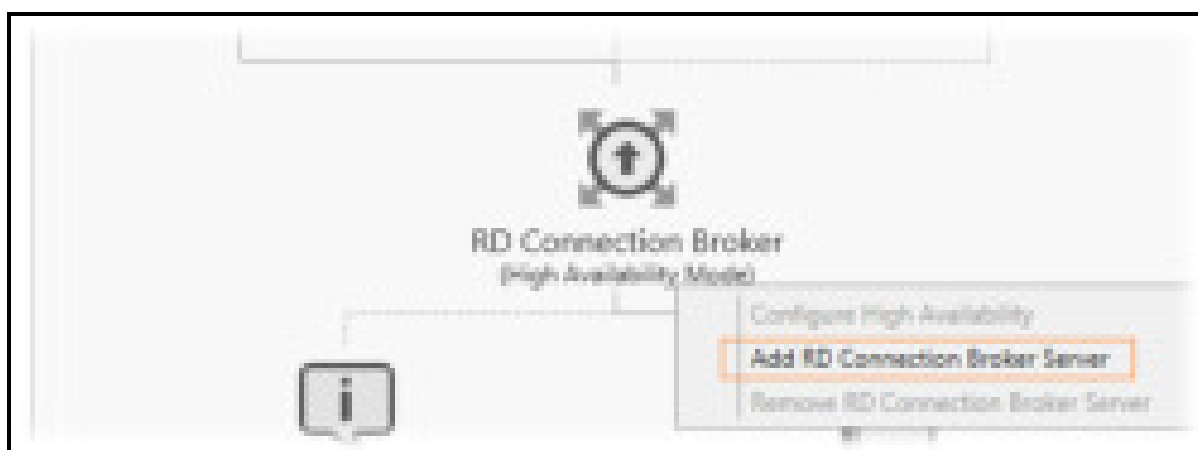 RD Connection Broker
(High Availability Mode)
Configure High Availability
Add RD Connection Broker Server
Remove RD Connection Broker Server